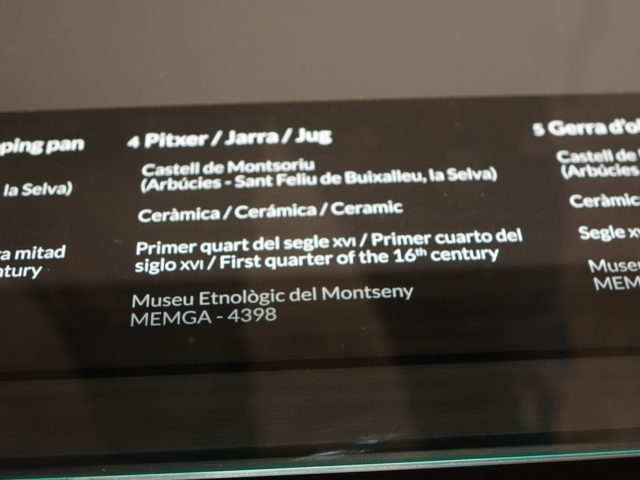 ping pan
la Selva)
a mitad
ntury
4 Pitxer / Jarra / Jug
Castell de Montsoriu
(Arbúcies - Sant Feliu de Buixalleu, la Selva)
Ceràmica / Cerámica / Ceramic
Primer quart del segle XVI / Primer cuarto del
siglo XVI / First quarter of the 16th century
Museu Etnològic del Montseny
MEMGA - 4398
5 Gerra d'ol
Castell de
(Arbúcies
Ceràmic
Segle XV
Museu
MEM